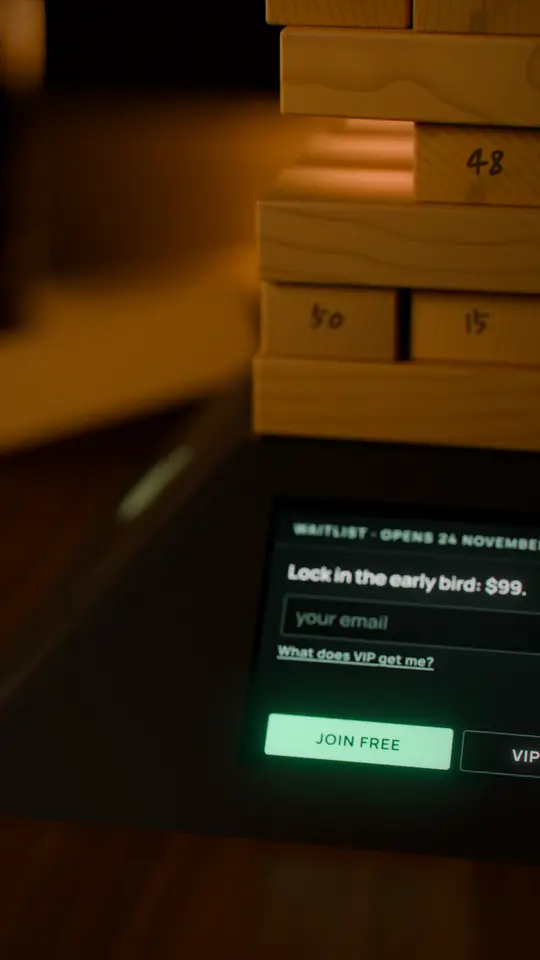 48
50 15
WAITLIST · OPENS 24 NOVEMBER
Lock in the early bird: $99.
your email
What does VIP get me?
JOIN FREE VIP